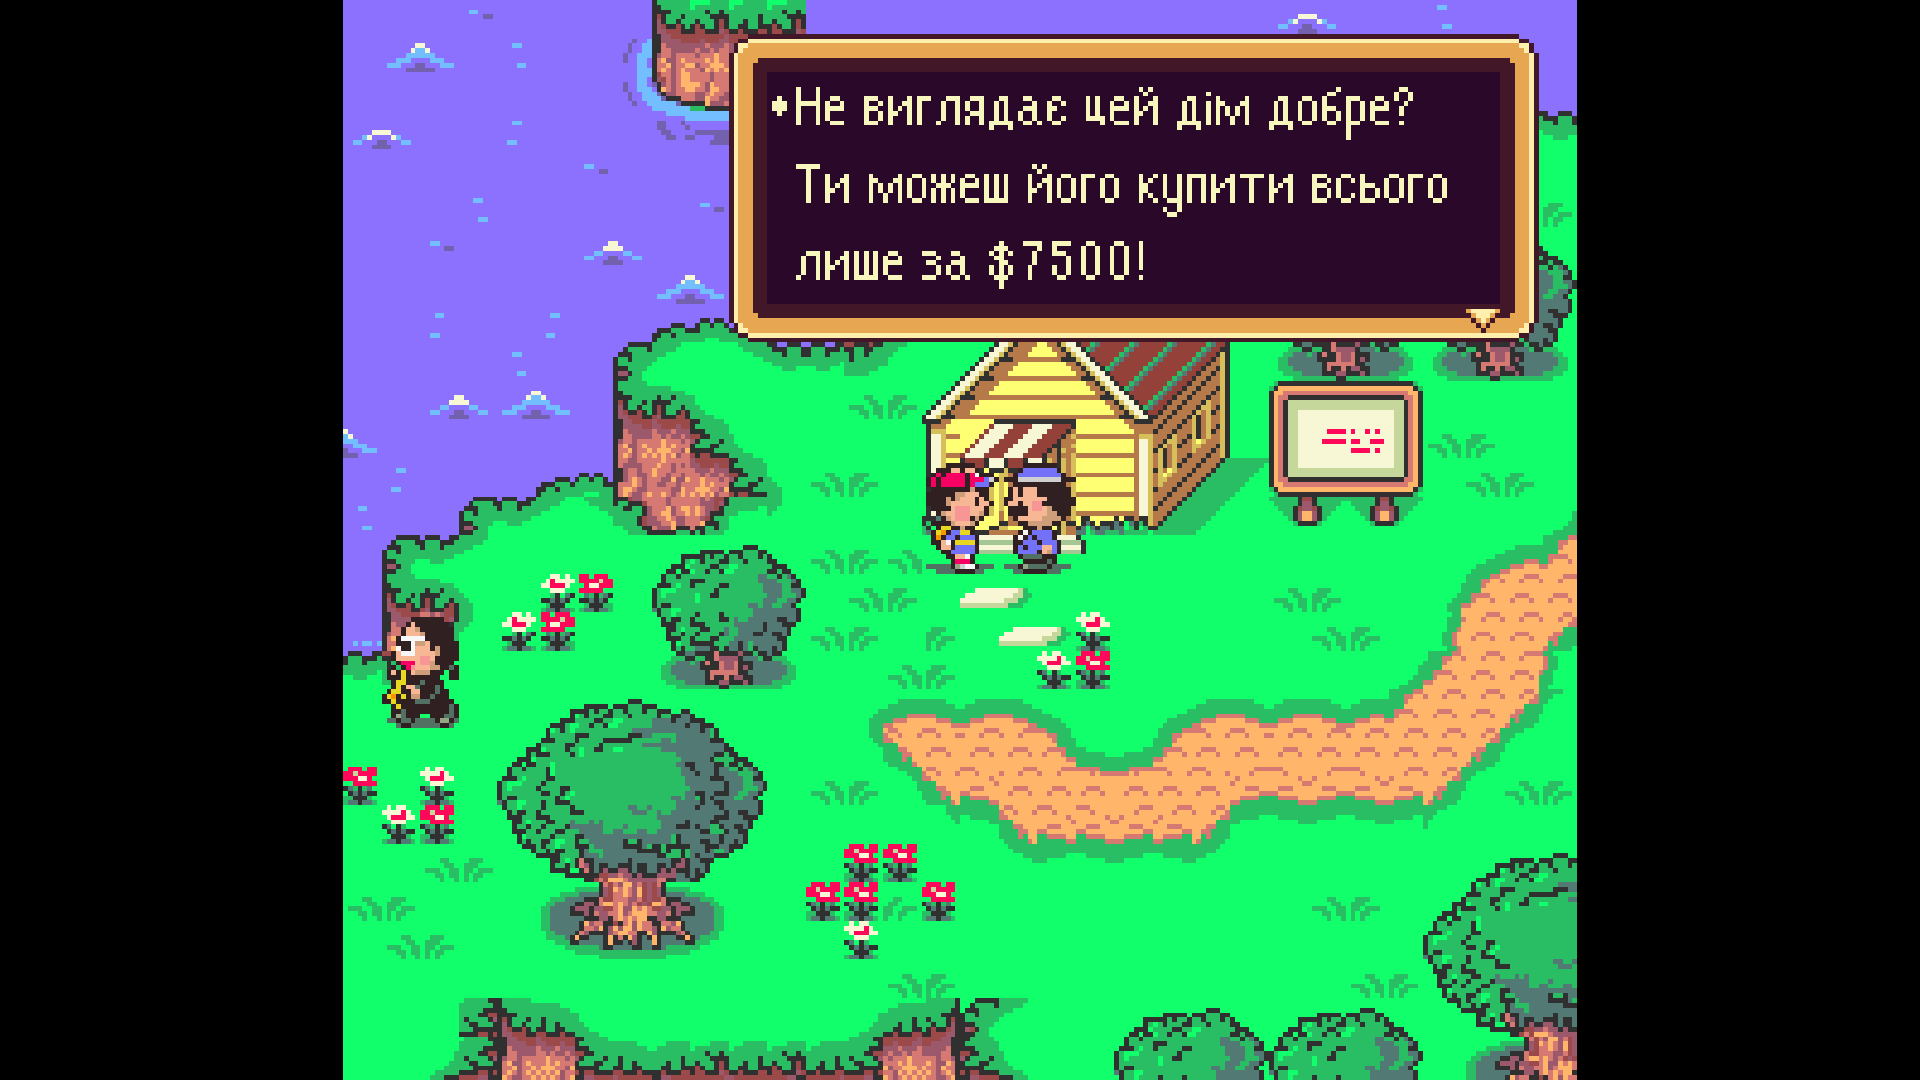 •Не виглядає цей дім добре?
Ти можеш його купити всього
лише за $7500!